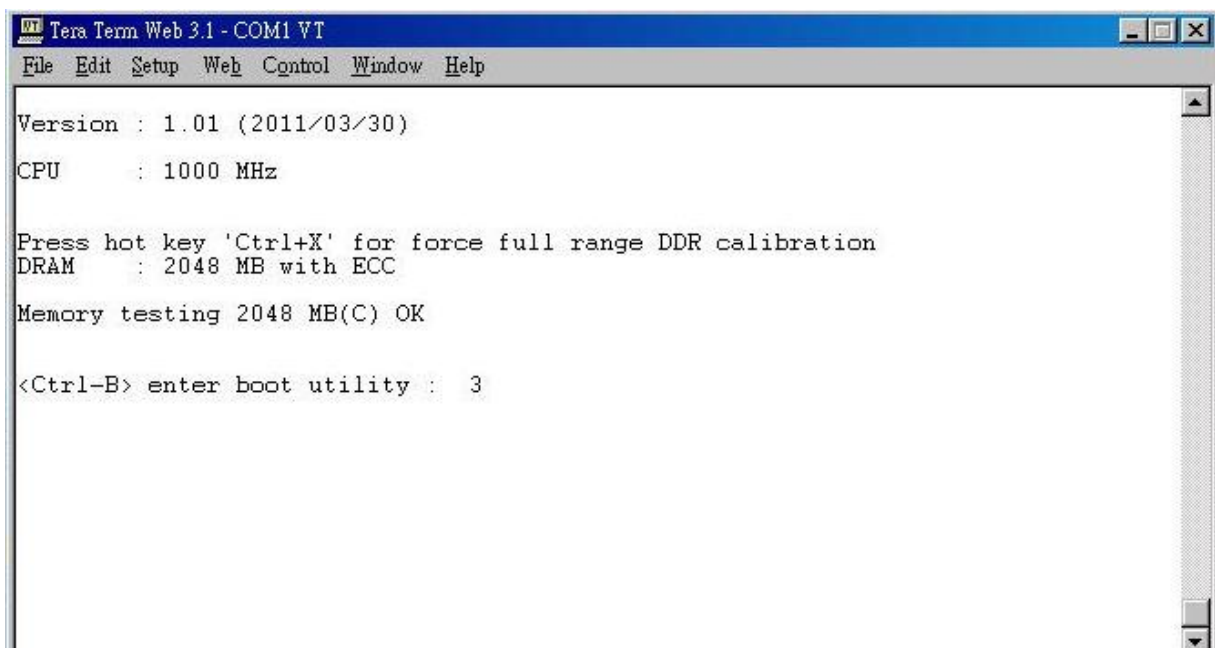 Tera Term Web 3.1 - COM1 VT
File Edit Setup Web Control Window Help
Version : 1.01 (2011/03/30)
CPU : 1000 MHz
Press hot key 'Ctrl+X' for force full range DDR calibration
DRAM : 2048 MB with ECC
Memory testing 2048 MB(C) OK
<Ctrl-B> enter boot utility : 3